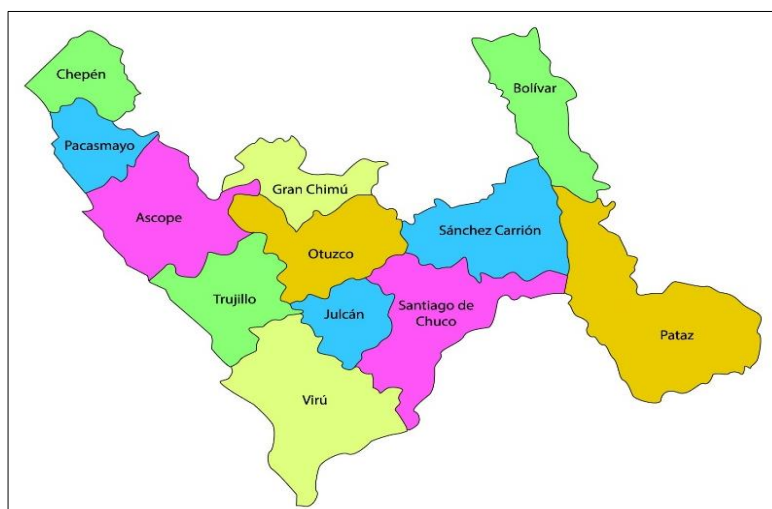 Chepén
Bolívar
Pacasmayo
Gran Chimú
Ascope
Sánchez Carrión
Otuzco
Trujillo
Julcán
Santiago de
Chuco
Pataz
Virú